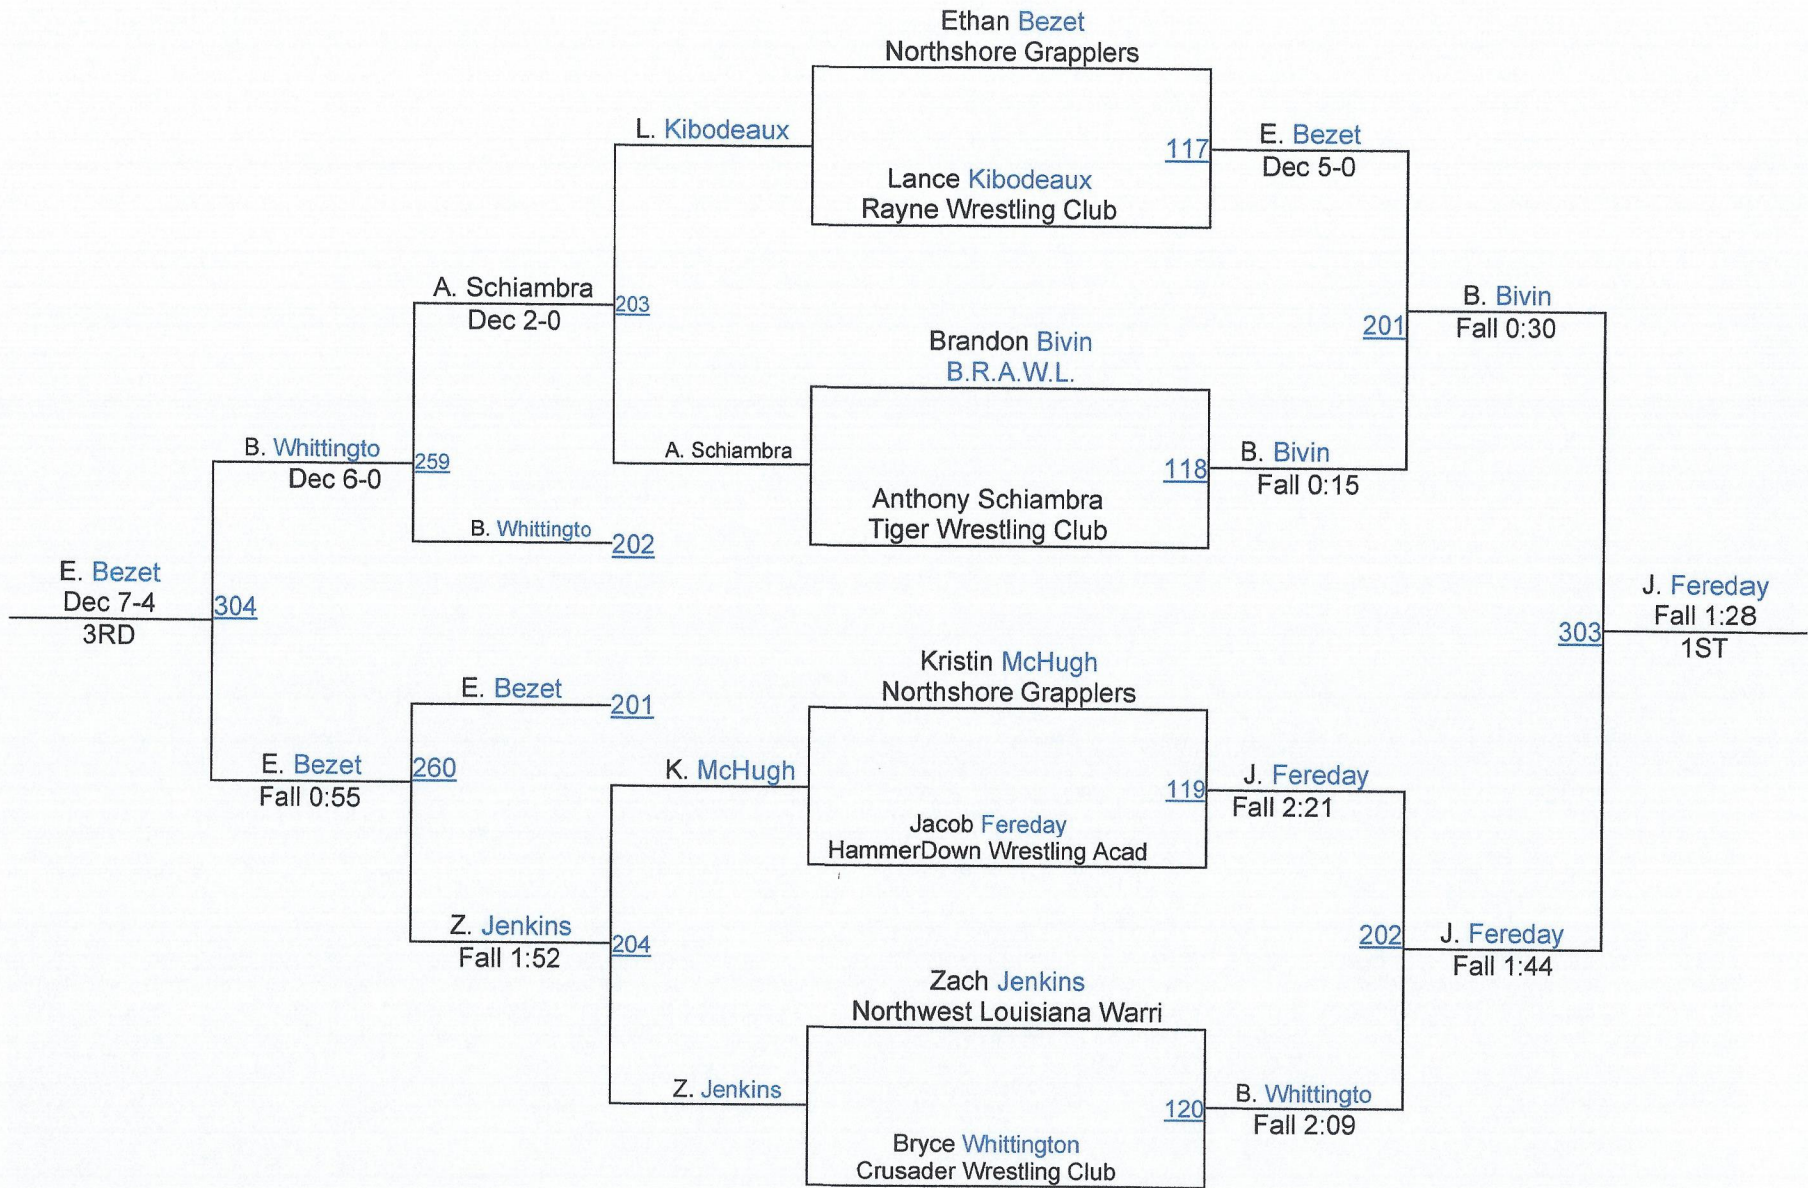 Ethan Bezet
Northshore Grapplers
L. Kibodeaux
117
E. Bezet
Dec 5-0
Lance Kibodeaux
Rayne Wrestling Club
A. Schiambra
Dec 2-0
203
B. Bivin
Fall 0:30
201
Brandon Bivin
B.R.A.W.L.
B. Whittingto
Dec 6-0
259
A. Schiambra
118
B. Bivin
Fall 0:15
Anthony Schiambra
Tiger Wrestling Club
B. Whittingto
202
E. Bezet
Dec 7-4
3RD
304
J. Fereday
Fall 1:28
1ST
303
Kristin McHugh
Northshore Grapplers
E. Bezet
201
E. Bezet
Fall 0:55
260
K. McHugh
119
J. Fereday
Fall 2:21
Jacob Fereday
HammerDown Wrestling Acad
Z. Jenkins
Fall 1:52
204
202
J. Fereday
Fall 1:44
Zach Jenkins
Northwest Louisiana Warri
Z. Jenkins
120
B. Whittingto
Fall 2:09
Bryce Whittington
Crusader Wrestling Club